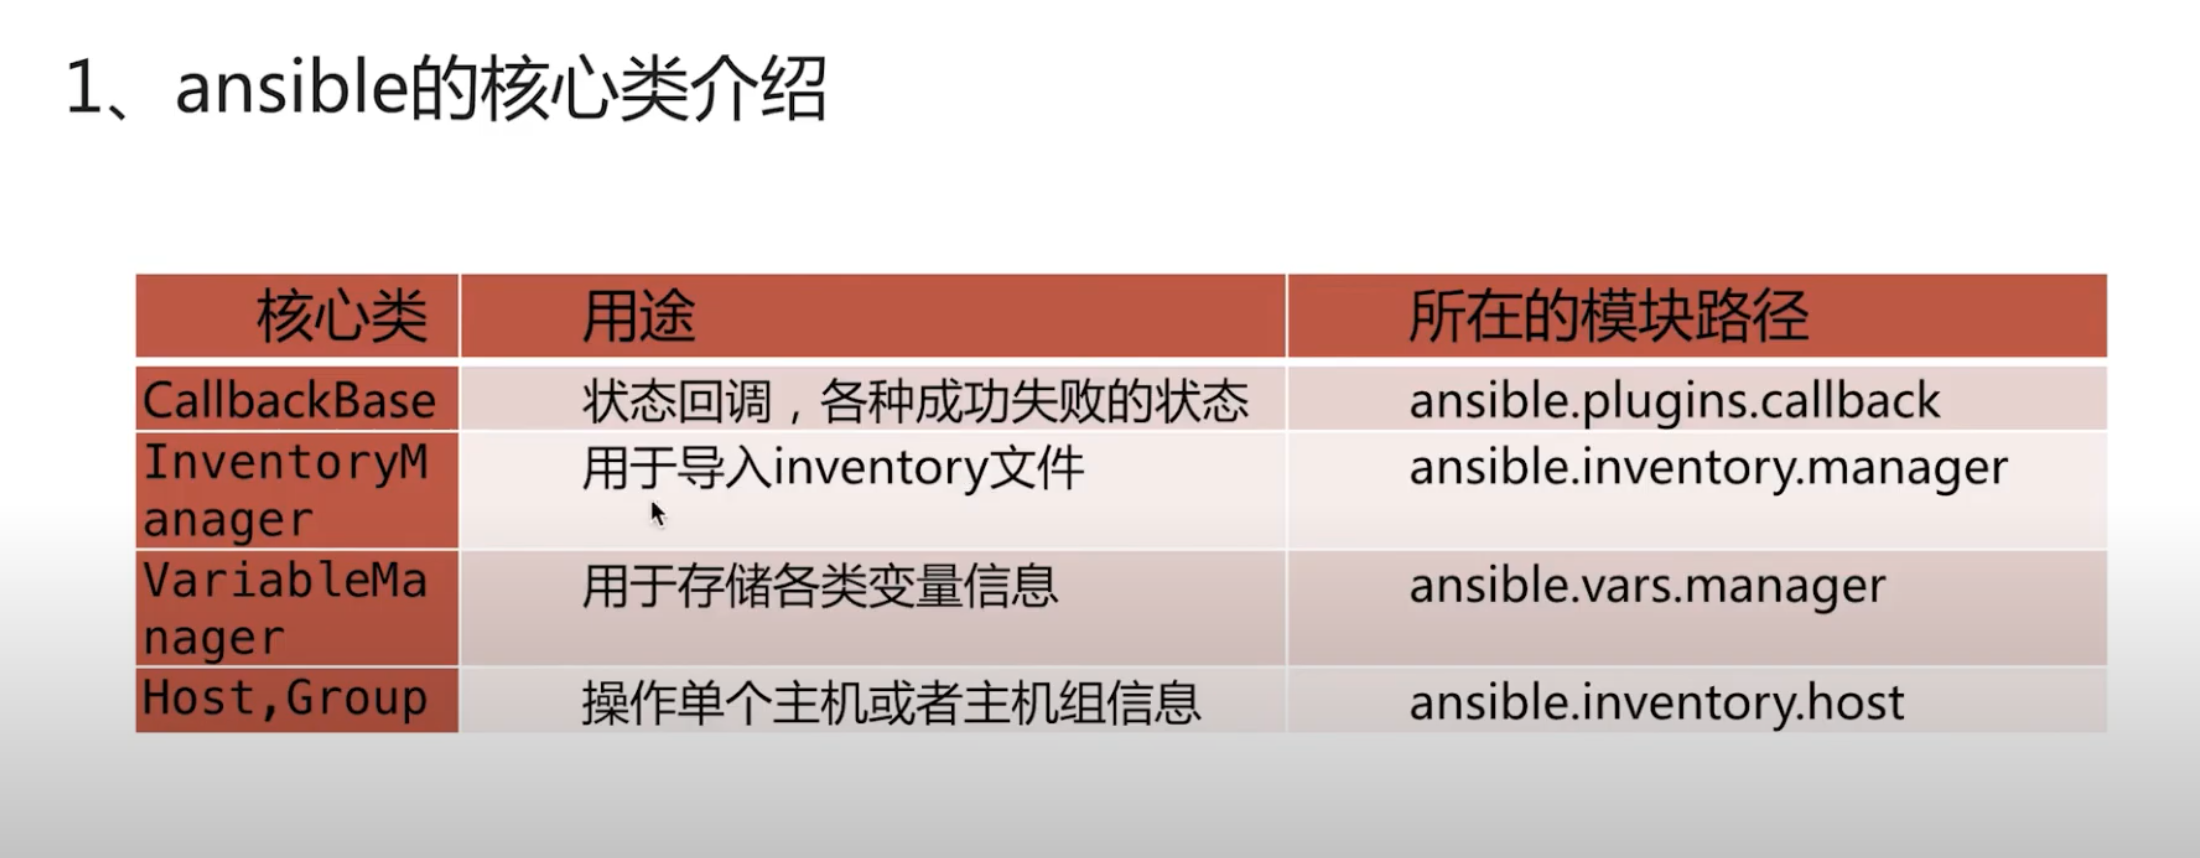 1、ansible的核心类介绍
核心类 用途 所在的模块路径
CallbackBase 状态回调，各种成功失败的状态 ansible.plugins.callback
InventoryM 用于导入inventory文件 ansible.inventory.manager
anager
VariableMa 用于存储各类变量信息 ansible.vars.manager
nager
Host,Group 操作单个主机或者主机组信息 ansible.inventory.host